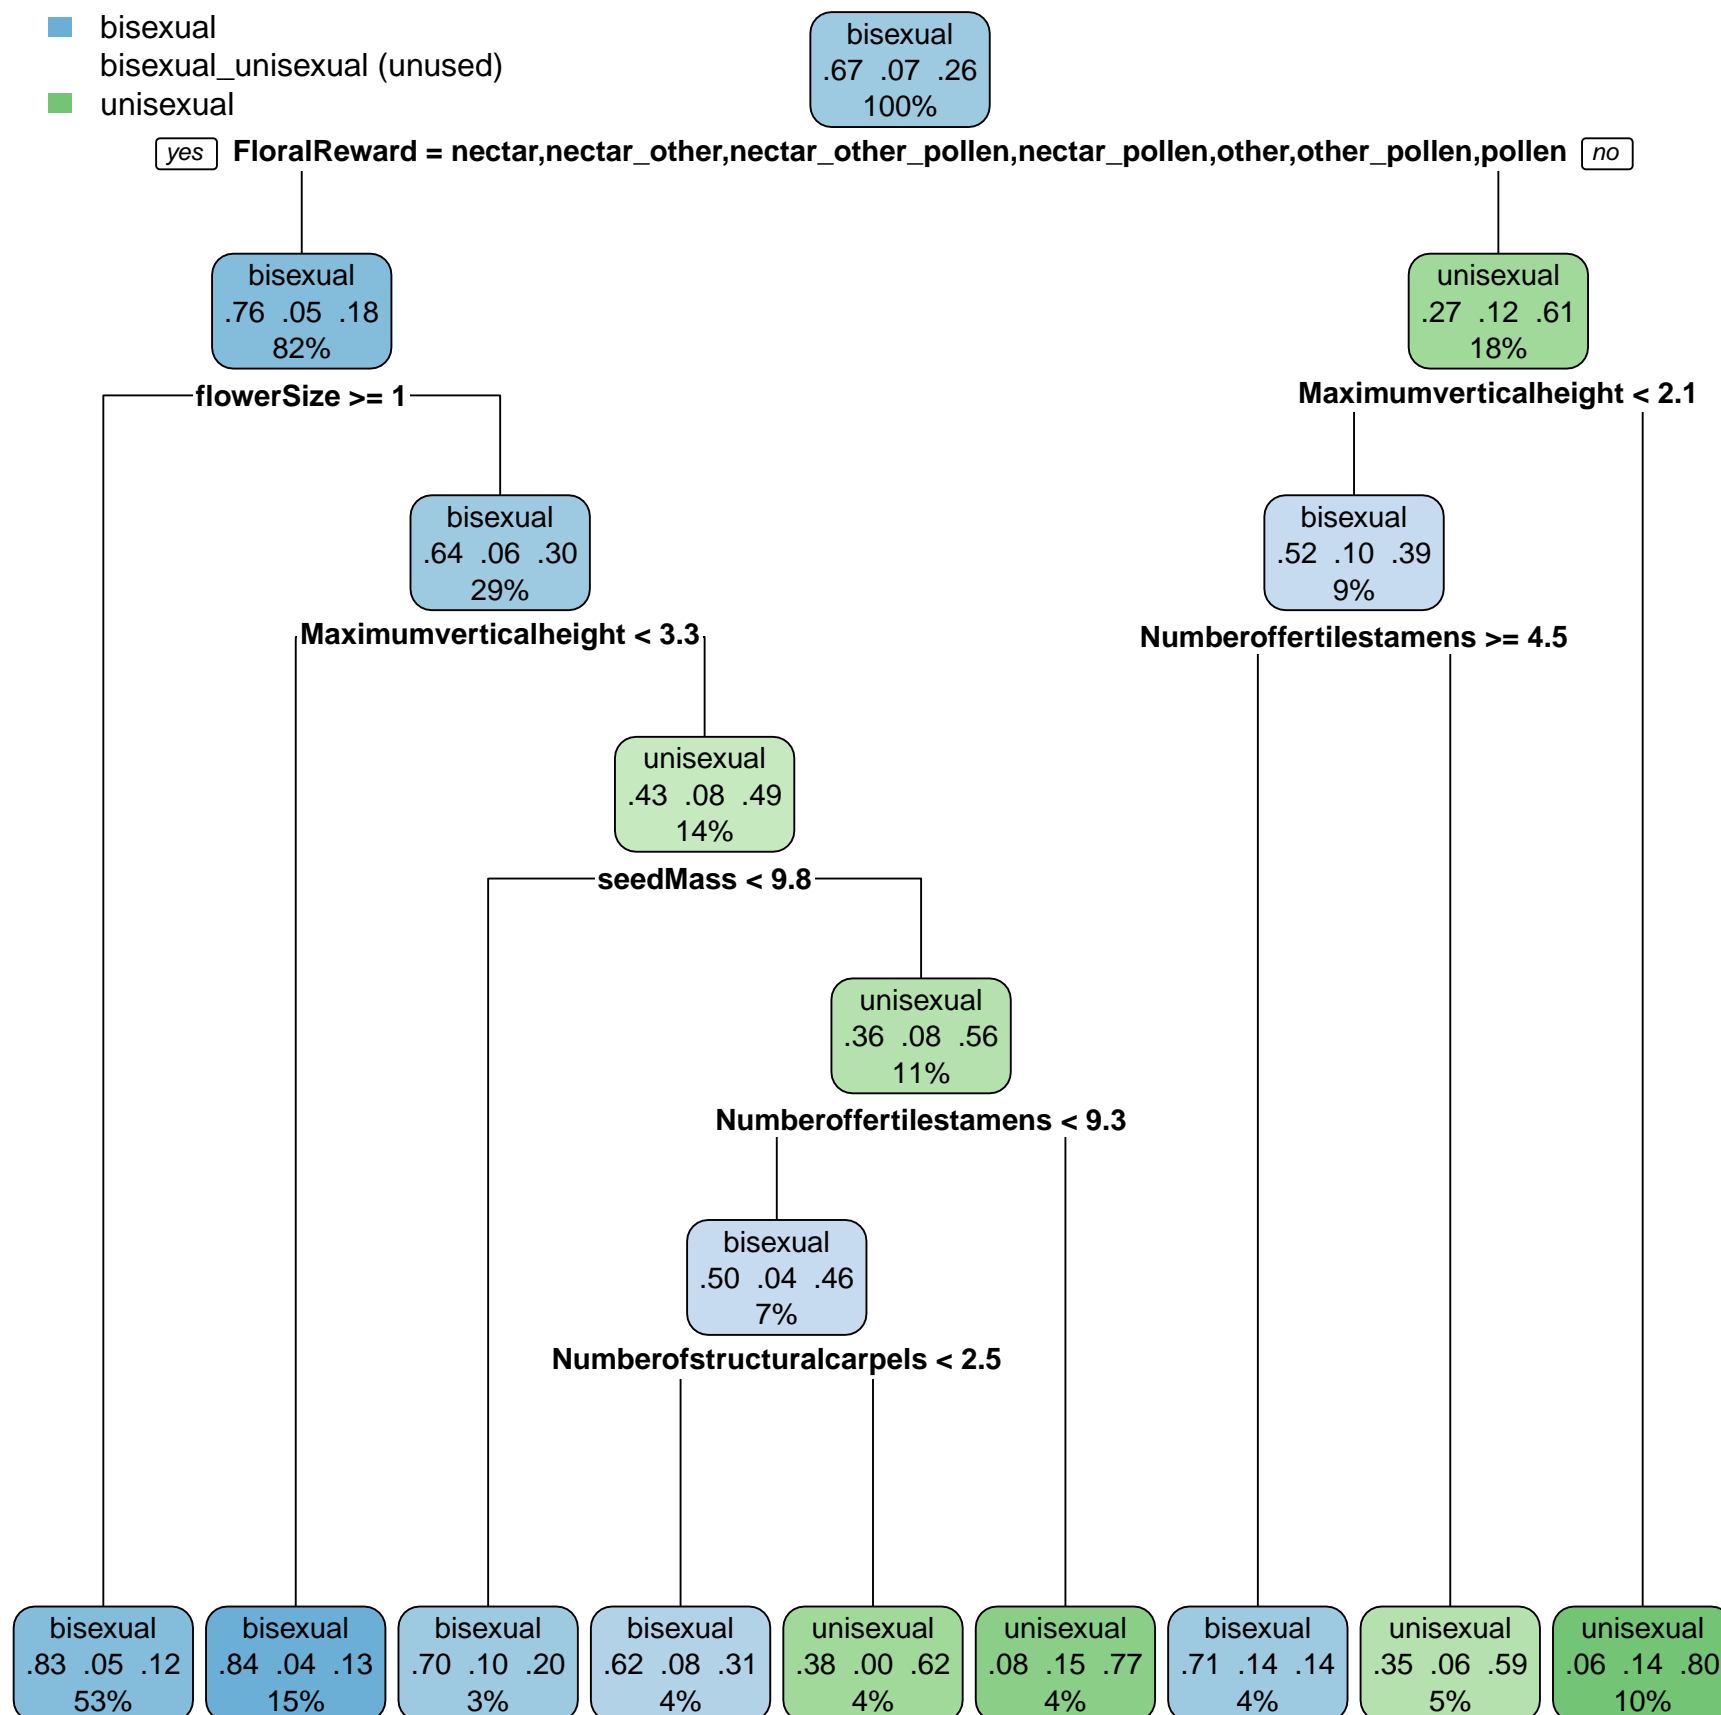 bisexual
bisexual_unisexual (unused)
unisexual
bisexual
.67 .07 .26
100%
yes FloralReward = nectar,nectar_other,nectar_other_pollen,nectar_pollen,other,other_pollen,pollen no
bisexual
.76 .05 .18
82%
unisexual
.27 .12 .61
18%
flowerSize >= 1
Maximumverticalheight < 2.1
bisexual
.64 .06 .30
29%
bisexual
.52 .10 .39
9%
Maximumverticalheight < 3.3
Numberoffertilestamens >= 4.5
unisexual
.43 .08 .49
14%
seedMass < 9.8
unisexual
.36 .08 .56
11%
Numberoffertilestamens < 9.3
bisexual
.50 .04 .46
7%
Numberofstructuralcarpels < 2.5
bisexual
.83 .05 .12
53%
bisexual
.84 .04 .13
15%
bisexual
.70 .10 .20
3%
bisexual
.62 .08 .31
4%
unisexual
.38 .00 .62
4%
unisexual
.08 .15 .77
4%
bisexual
.71 .14 .14
4%
unisexual
.35 .06 .59
5%
unisexual
.06 .14 .80
10%